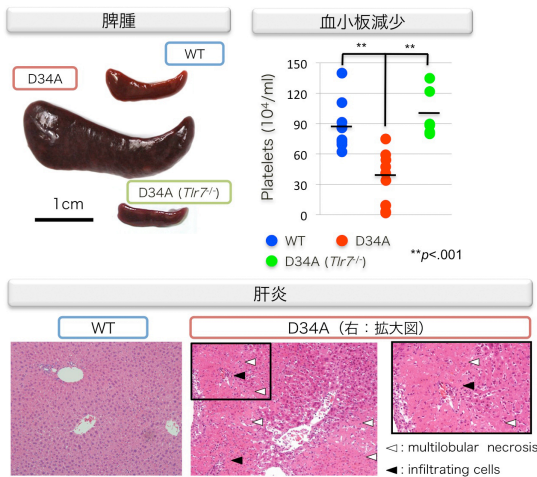 脾腫
WT
D34A
D34A (Tlr7-/-)
1cm
血小板減少
** **
Platelets (10⁴/ml)
150
120
90
60
30
0
WT D34A
D34A (Tlr7-/-)
**p<.001
肝炎
WT
D34A（右：拡大図）
: multilobular necrosis
: infiltrating cells